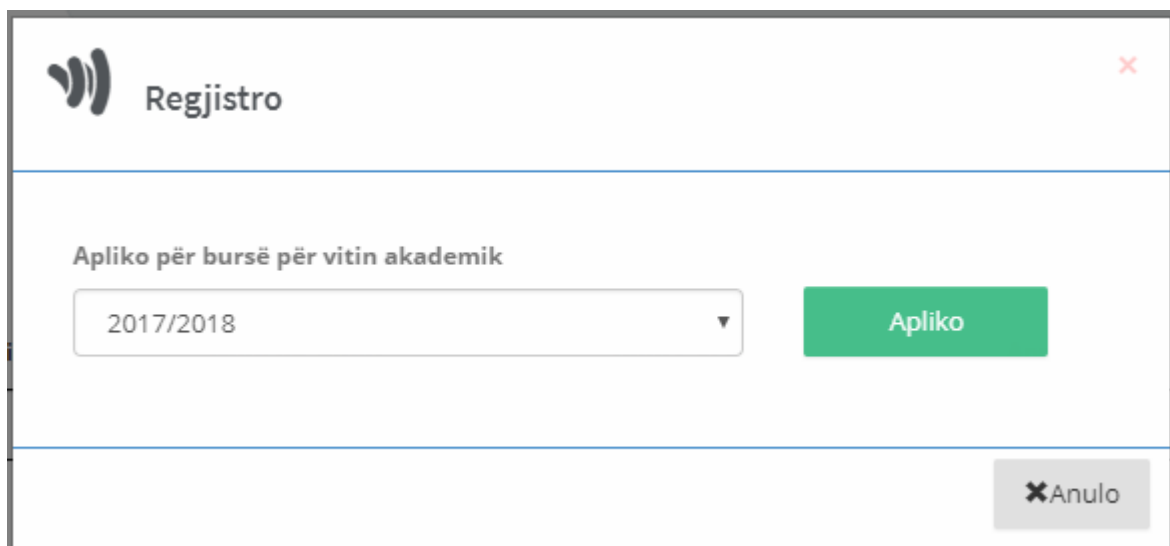 Regjistro
×
Apliko për bursë për vitin akademik
2017/2018
Apliko
✖Anulo